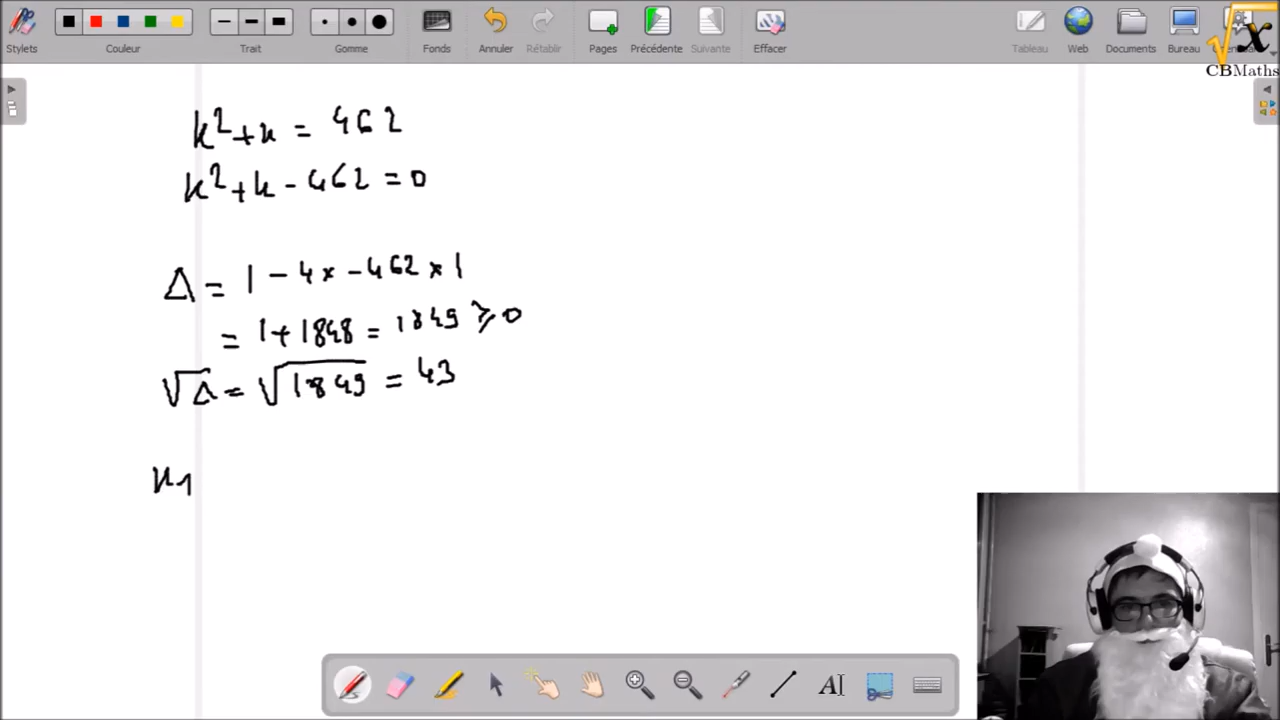 Stylets Couleur Trait Gomme Fonds Annuler Rétablir Pages Précédente Suivante Effacer Tableau Web Documents Bureau
CBMaths
k²+k = 462
k²+k-462 =0
Δ = 1-4×-462×1
= 1+1848 = 1849 ⩾0
√Δ = √1849 = 43
k₁